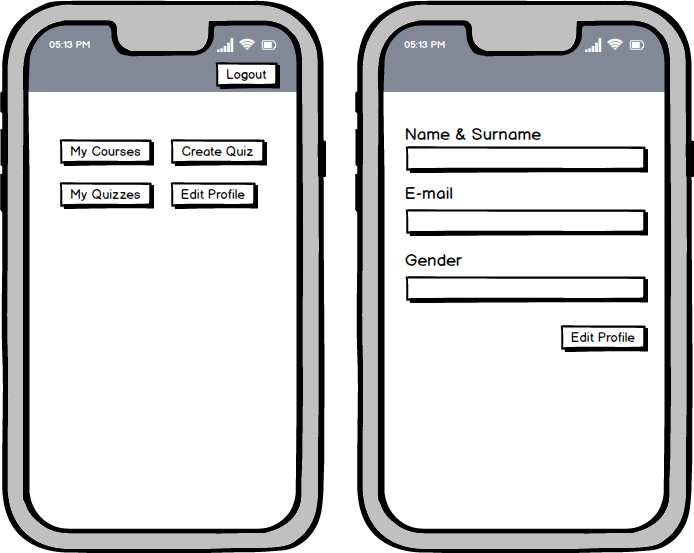 05:13 PM
Logout
My Courses
Create Quiz
My Quizzes
Edit Profile
05:13 PM
Name & Surname
E-mail
Gender
Edit Profile